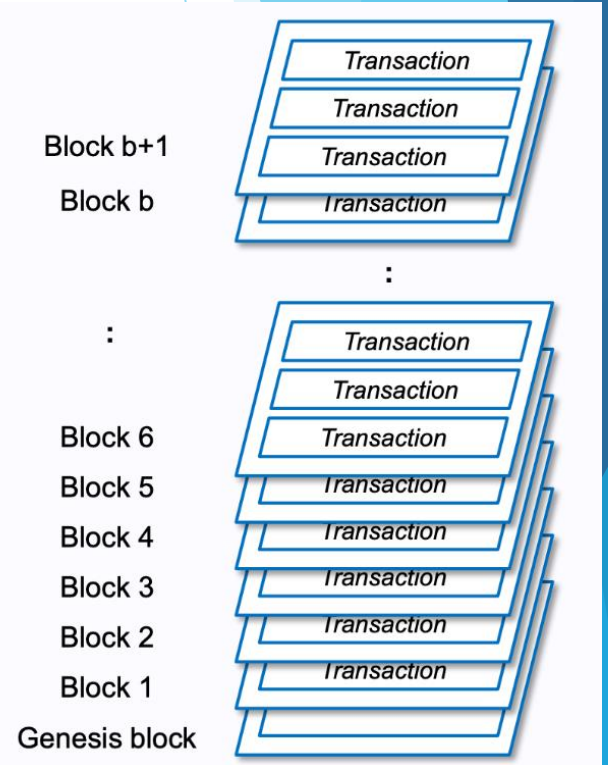 Transaction
Transaction
Block b+1 Transaction
Block b Transaction
:
:
Transaction
Transaction
Block 6 Transaction
Block 5 Transaction
Block 4 Transaction
Block 3 Transaction
Block 2 Transaction
Block 1 Transaction
Genesis block